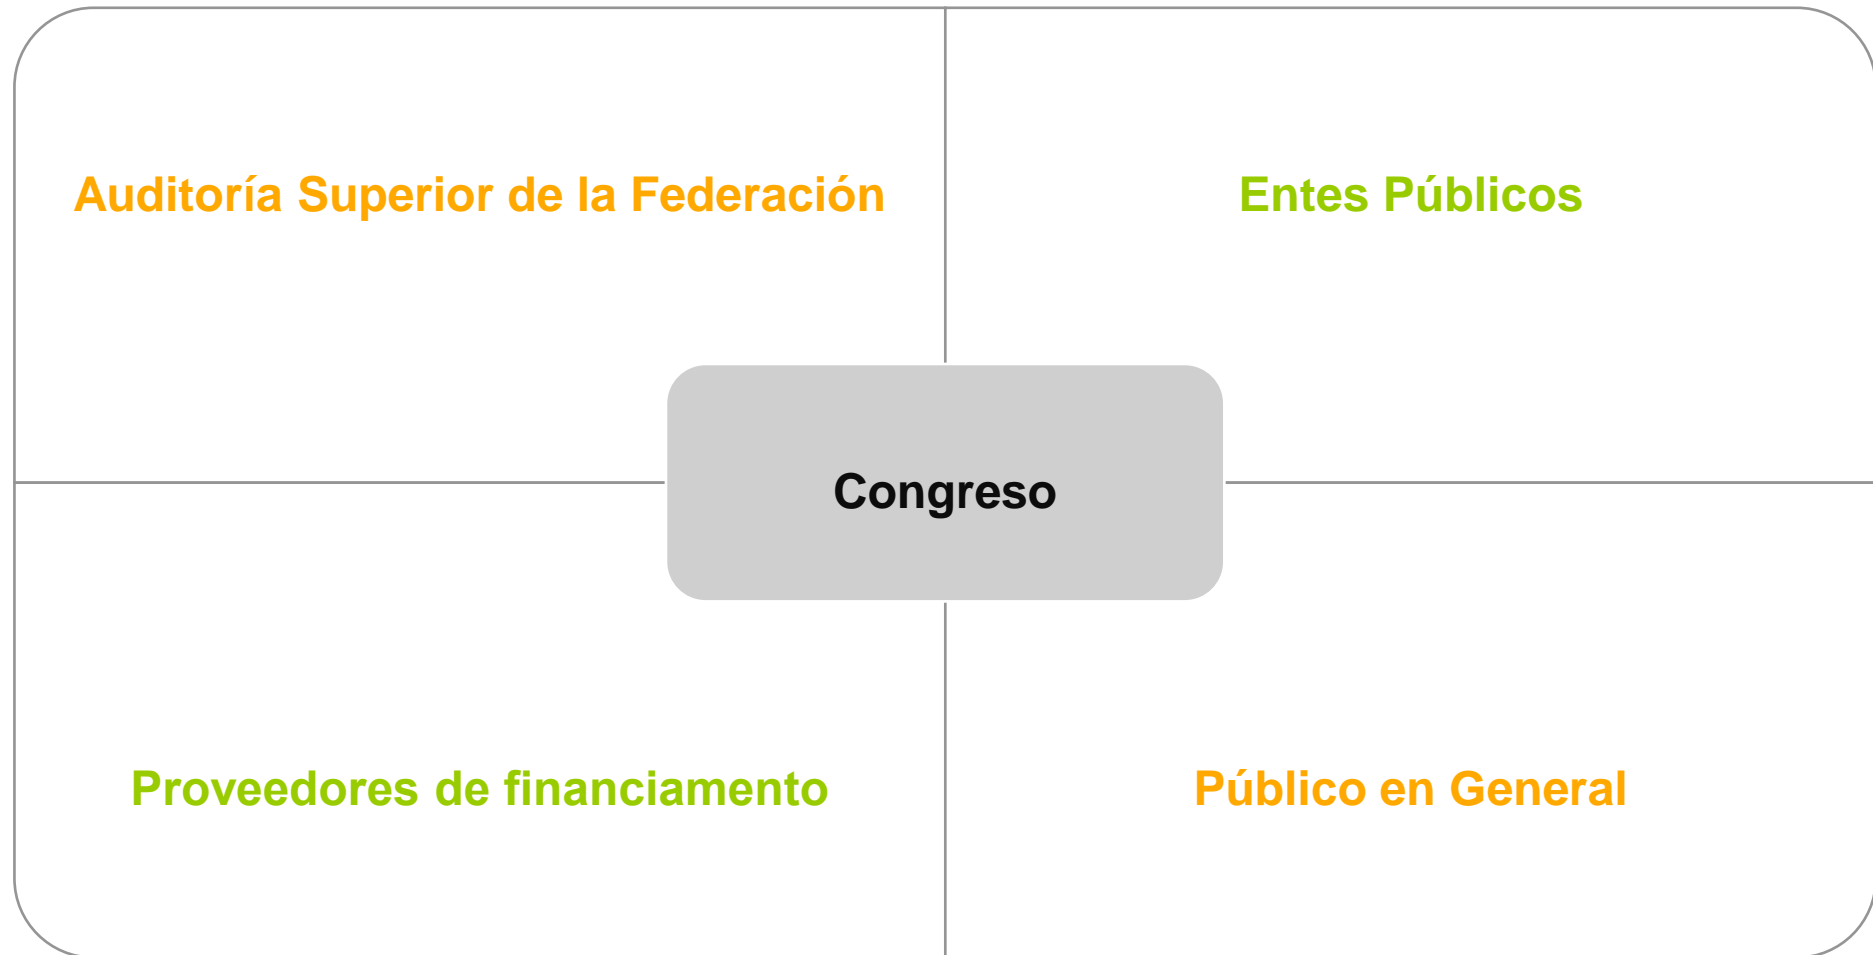 Auditoría Superior de la Federación
Entes Públicos
Congreso
Proveedores de financiamento
Público en General